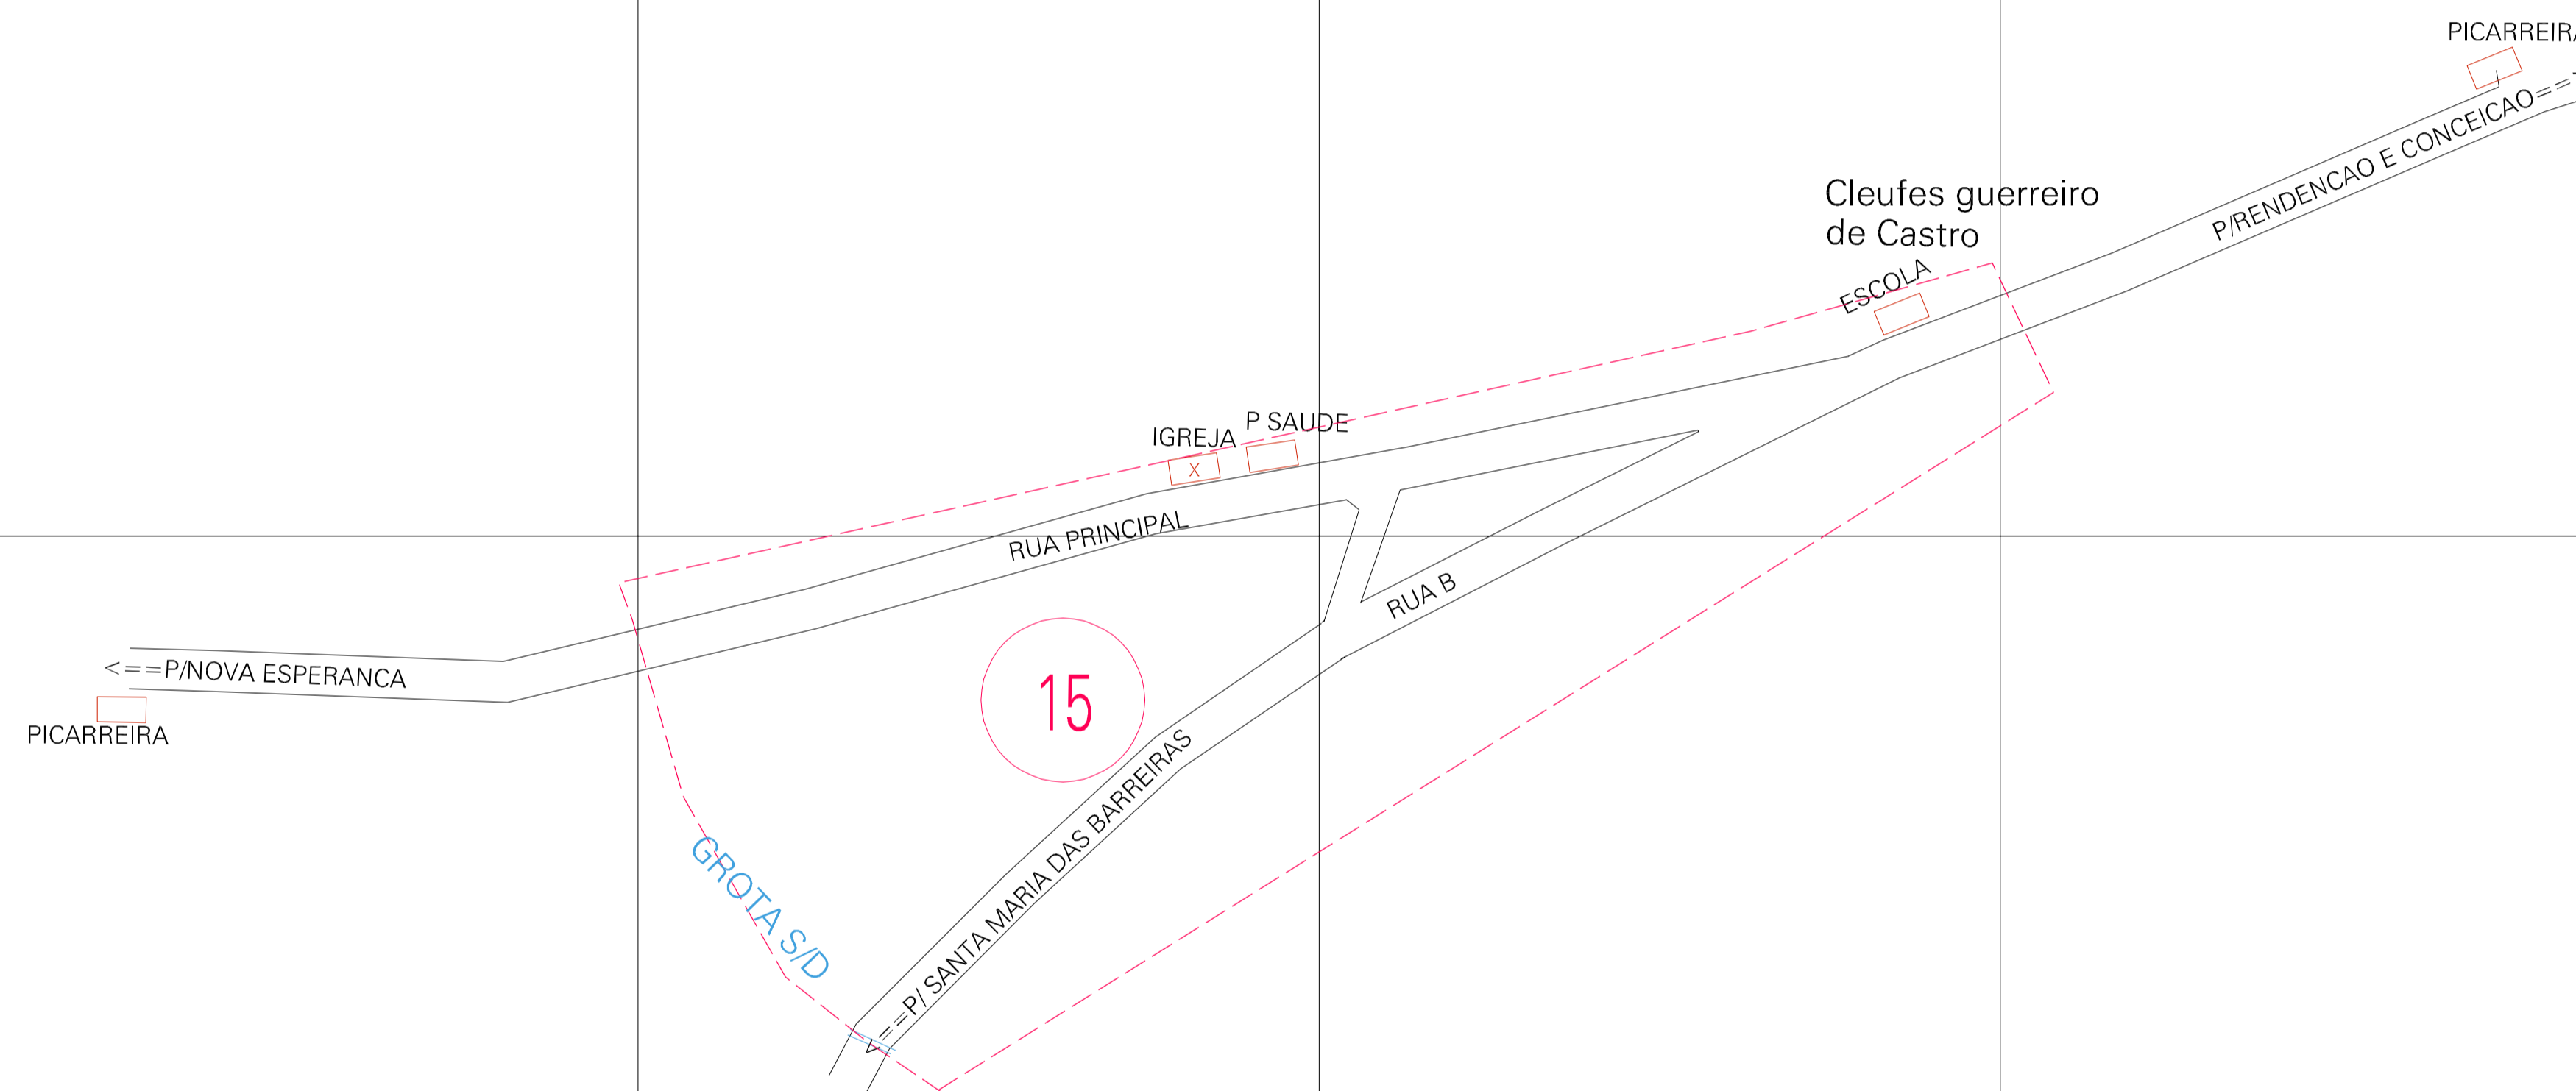 PICARREIRA
P/RENDENCAO E CONCEICAO==
Cleufes guerreiro
de Castro
ESCOLA
P SAUDE
IGREJA
X
RUA PRINCIPAL
RUA B
<==P/NOVA ESPERANCA
PICARREIRA
15
GROTA S/D
<==P/ SANTA MARIA DAS BARREIRAS